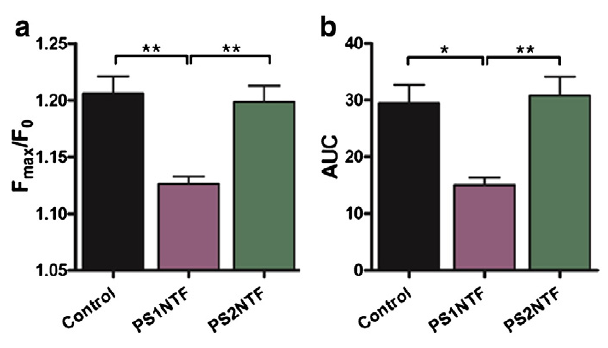 a
1.25
1.20
1.15
1.10
1.05
Fmax/F0
** **
Control
PS1NTF
PS2NTF
b
40
30
20
10
0
AUC
* **
Control
PS1NTF
PS2NTF